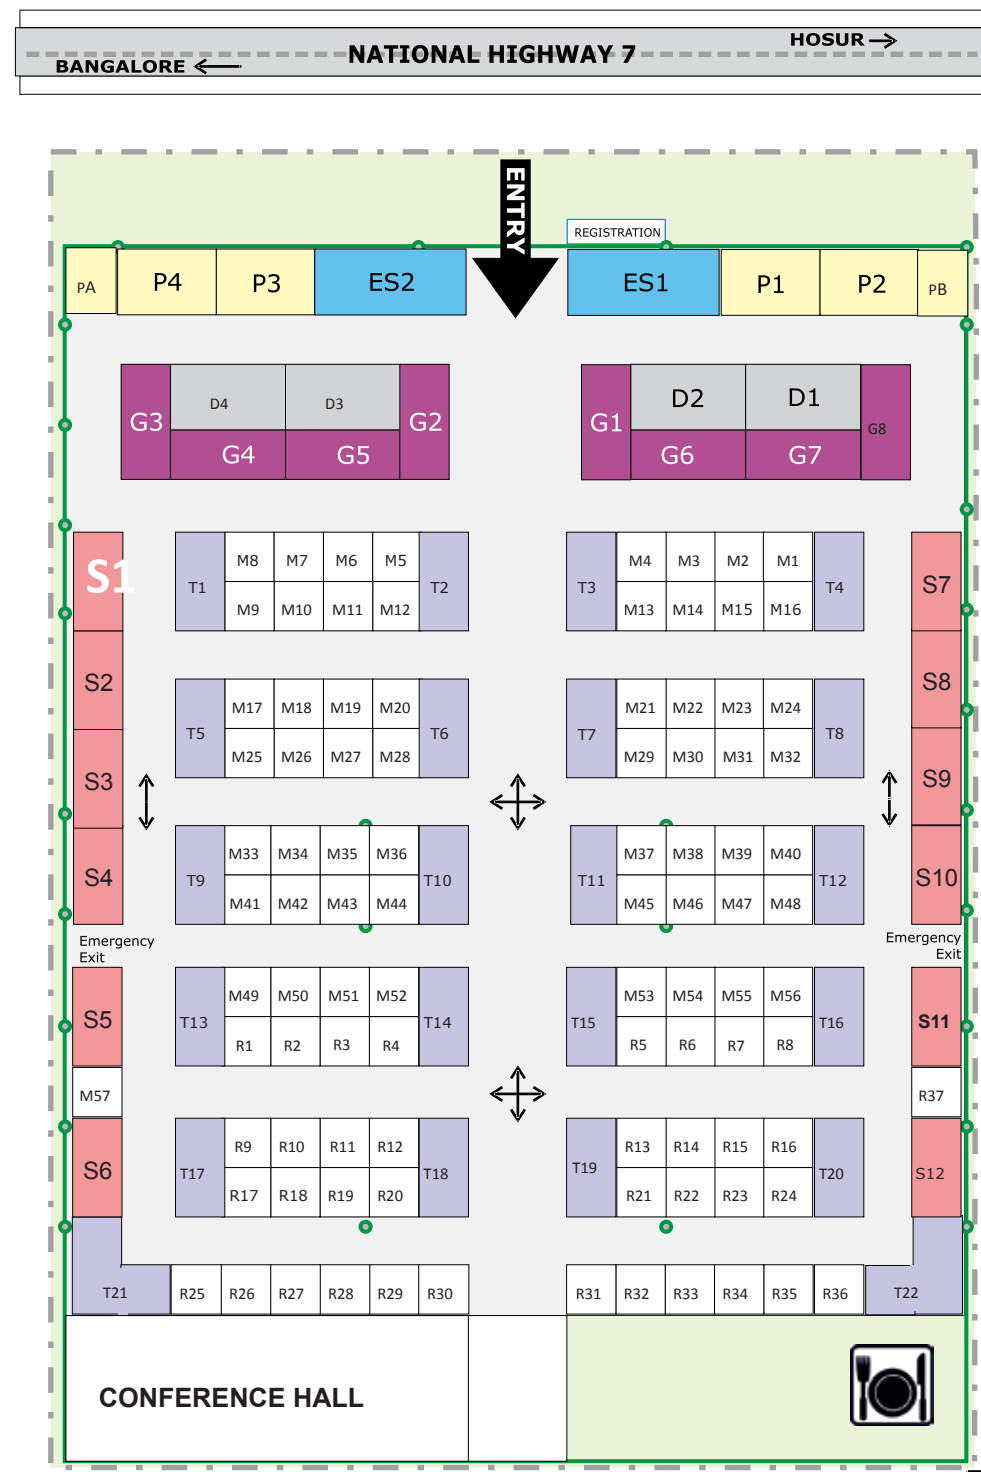 HOSUR
NATIONAL HIGHWAY 7
BANGALORE
ENTRY
REGISTRATION
PA P4 P3 ES2 ES1 P1 P2 PB
G3 D4 D3 G2 G1 D2 D1 G8
G4 G5 G6 G7
S1 T1 M8 M7 M6 M5 T2 T3 M4 M3 M2 M1 T4 S7
M9 M10 M11 M12 M13 M14 M15 M16
S2 T5 M17 M18 M19 M20 T6 T7 M21 M22 M23 M24 T8 S8
M25 M26 M27 M28 M29 M30 M31 M32
S3 S9
S4 T9 M33 M34 M35 M36 T10 T11 M37 M38 M39 M40 T12 S10
M41 M42 M43 M44 M45 M46 M47 M48
Emergency Emergency
Exit Exit
S5 T13 M49 M50 M51 M52 T14 T15 M53 M54 M55 M56 T16 S11
R1 R2 R3 R4 R5 R6 R7 R8
M57 R37
S6 T17 R9 R10 R11 R12 T18 T19 R13 R14 R15 R16 T20 S12
R17 R18 R19 R20 R21 R22 R23 R24
T21 R25 R26 R27 R28 R29 R30 R31 R32 R33 R34 R35 R36 T22
CONFERENCE HALL